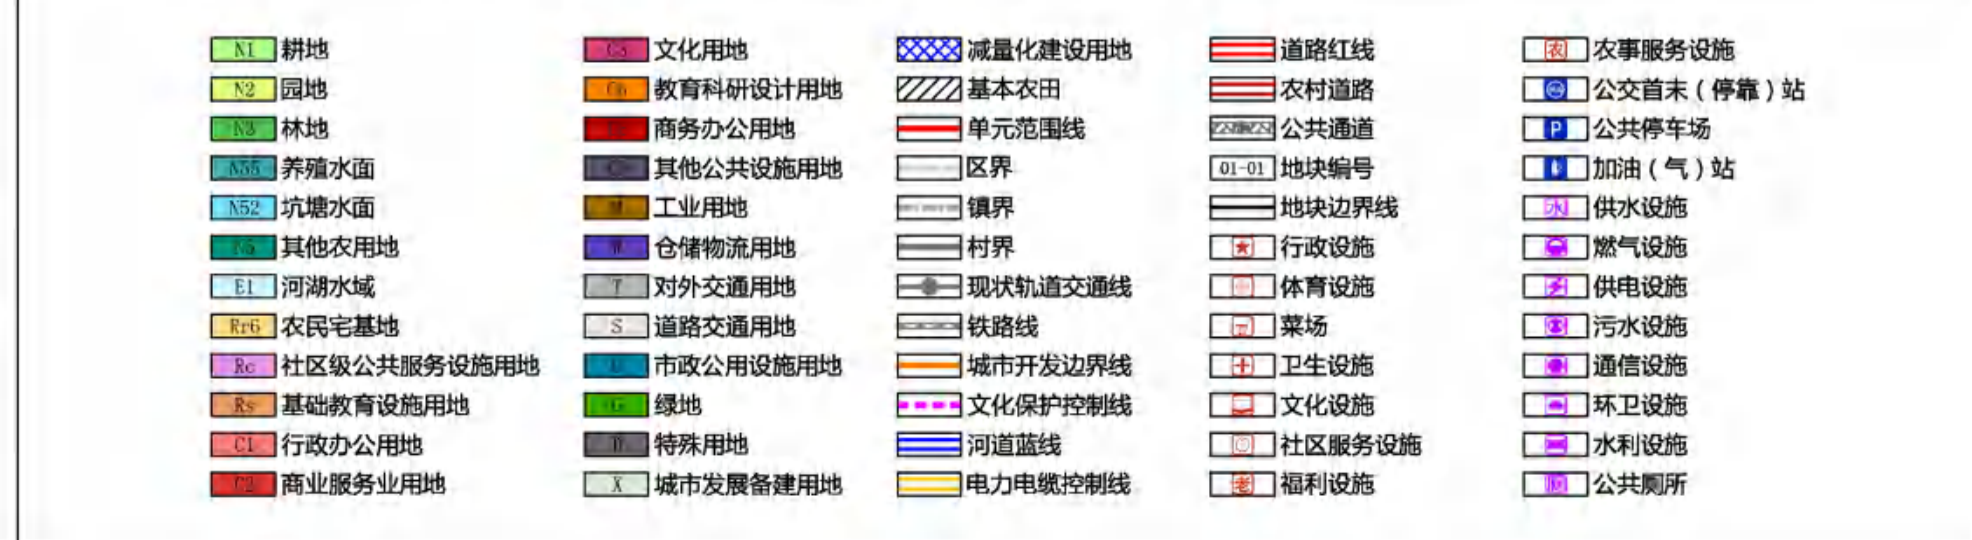 N1 耕地
N2 园地
N3 林地
N55 养殖水面
N52 坑塘水面
其他农用地
E1 河湖水域
Rr6 农民宅基地
Rc 社区级公共服务设施用地
Rs 基础教育设施用地
C1 行政办公用地
C2 商业服务业用地
文化用地
C6 教育科研设计用地
商务办公用地
其他公共设施用地
M 工业用地
W 仓储物流用地
T 对外交通用地
S 道路交通用地
U 市政公用设施用地
G 绿地
特殊用地
X 城市发展备建用地
减量化建设用地
基本农田
单元范围线
区界
镇界
村界
现状轨道交通线
铁路线
城市开发边界线
文化保护控制线
河道蓝线
电力电缆控制线
道路红线
农村道路
公共通道
01-01 地块编号
地块边界线
行政设施
体育设施
菜场
卫生设施
文化设施
社区服务设施
老 福利设施
农 农事服务设施
公交首末（停靠）站
P 公共停车场
加油（气）站
水 供水设施
燃气设施
供电设施
污水设施
通信设施
环卫设施
水利设施
厕 公共厕所